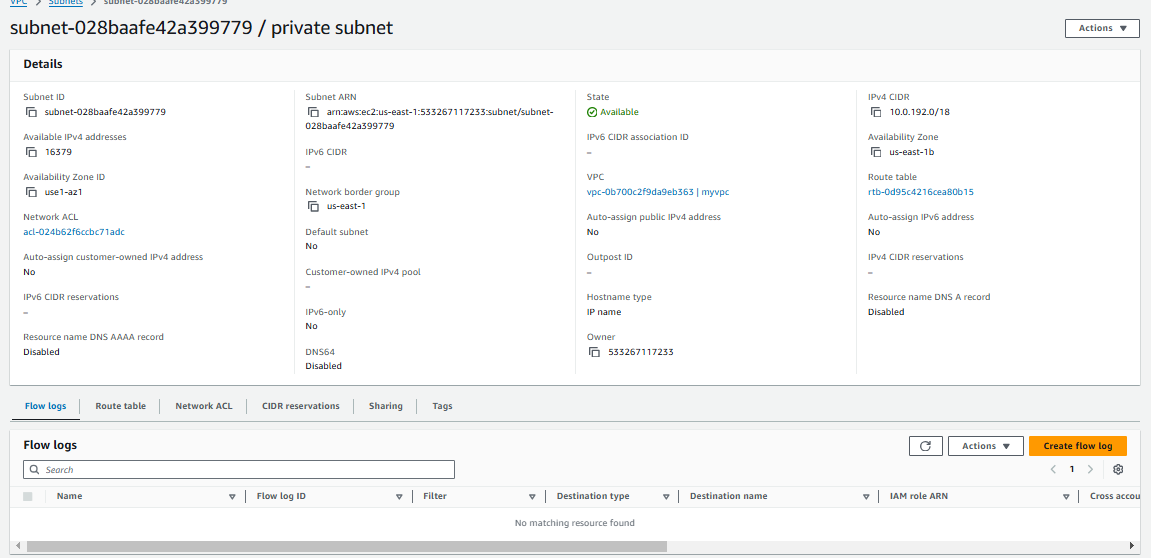 VPC > Subnets > subnet-028baafe42a399779
subnet-028baafe42a399779 / private subnet
Actions
Details
Subnet ID
subnet-028baafe42a399779
Available IPv4 addresses
16379
Availability Zone ID
use1-az1
Network ACL
acl-024b62f6ccbc71adc
Auto-assign customer-owned IPv4 address
No
IPv6 CIDR reservations
–
Resource name DNS AAAA record
Disabled
Subnet ARN
arn:aws:ec2:us-east-1:533267117233:subnet/subnet-
028baafe42a399779
IPv6 CIDR
–
Network border group
us-east-1
Default subnet
No
Customer-owned IPv4 pool
–
IPv6-only
No
DNS64
Disabled
State
Available
IPv6 CIDR association ID
–
VPC
vpc-0b700c2f9da9eb363 | myvpc
Auto-assign public IPv4 address
No
Outpost ID
–
Hostname type
IP name
Owner
533267117233
IPv4 CIDR
10.0.192.0/18
Availability Zone
us-east-1b
Route table
rtb-0d95c4216cea80b15
Auto-assign IPv6 address
No
IPv4 CIDR reservations
–
Resource name DNS A record
Disabled
Flow logs Route table Network ACL CIDR reservations Sharing Tags
Flow logs
Actions Create flow log
Search
1
Name Flow log ID Filter Destination type Destination name IAM role ARN Cross accou
No matching resource found